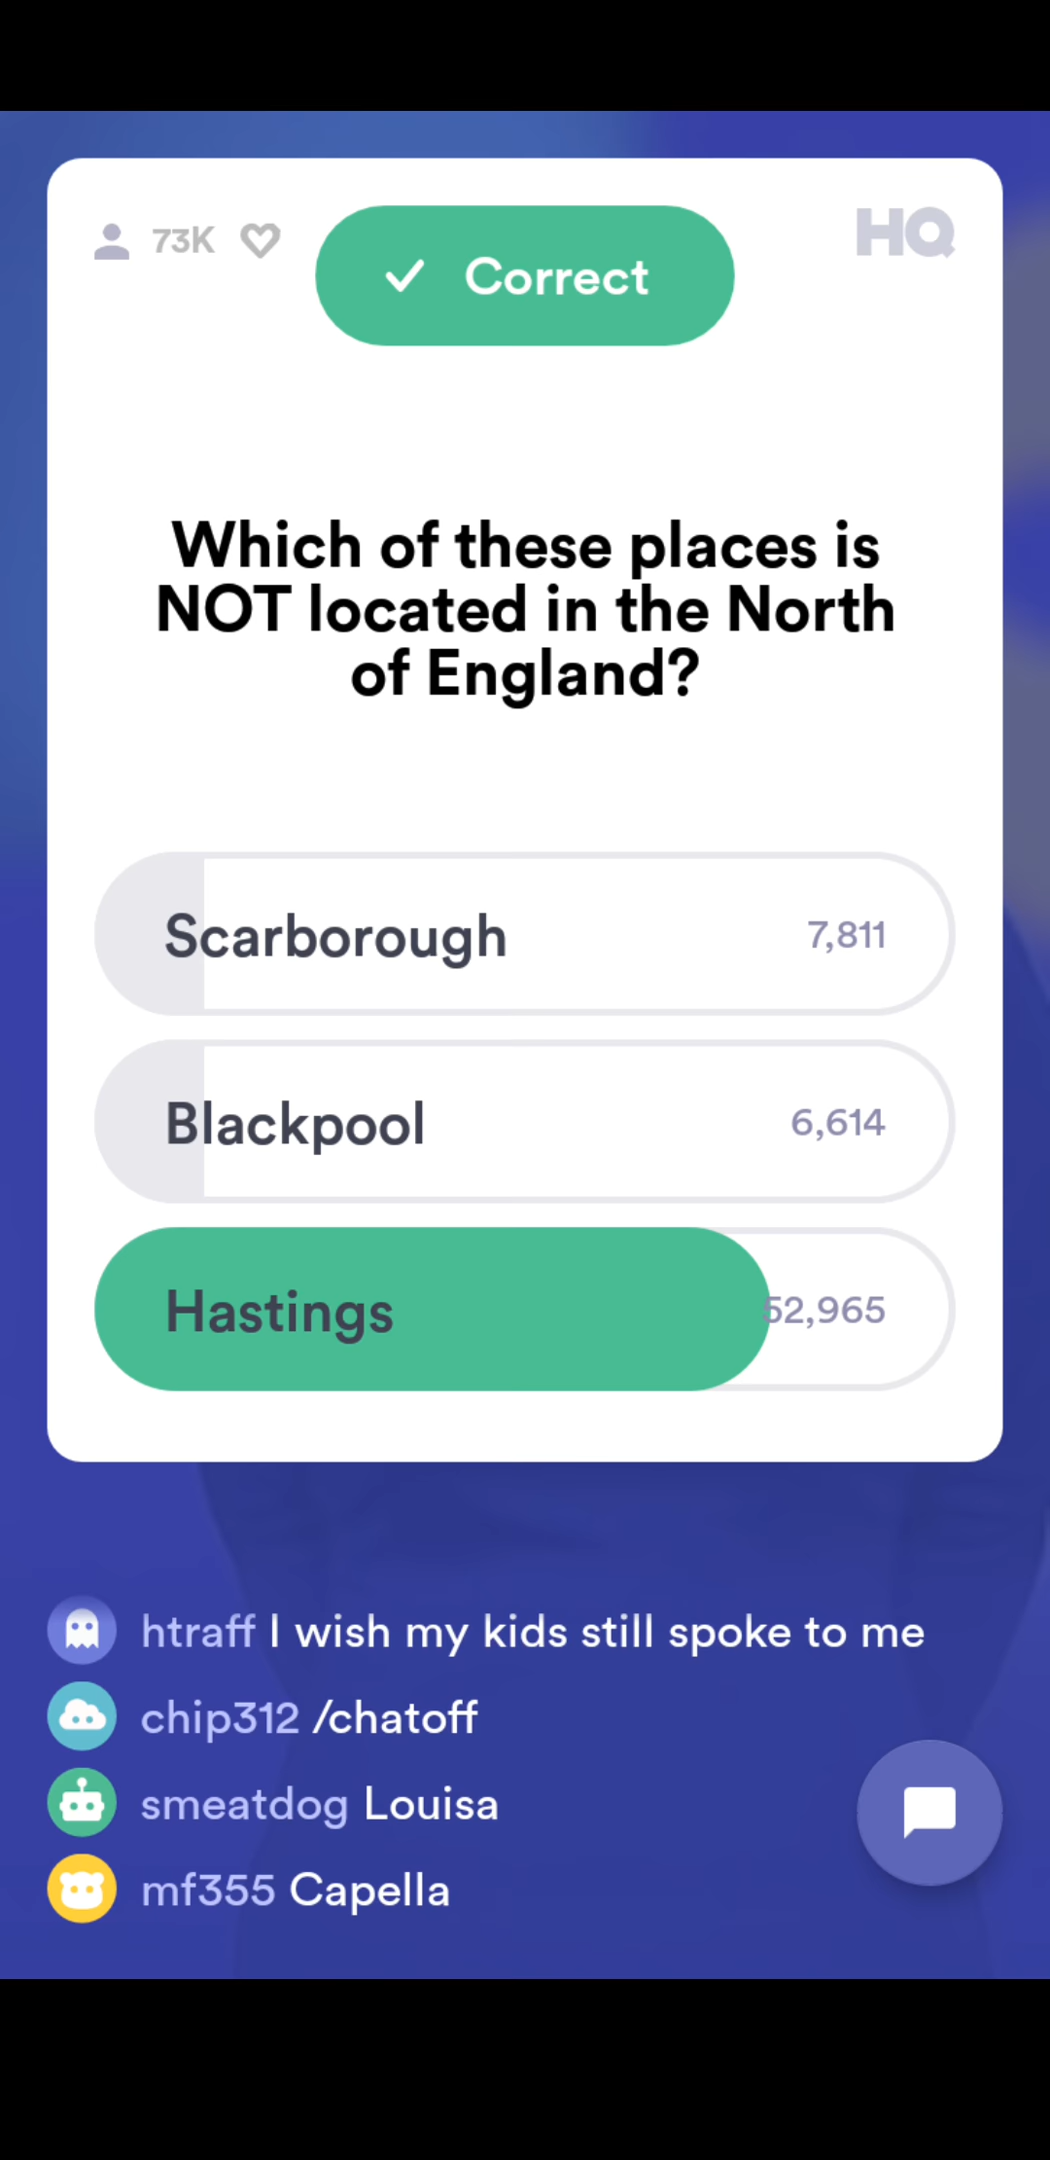 73K
Correct
HQ
Which of these places is
NOT located in the North
of England?
Scarborough 7,811
Blackpool 6,614
Hastings 52,965
htraff I wish my kids still spoke to me
chip312 /chatoff
smeatdog Louisa
mf355 Capella